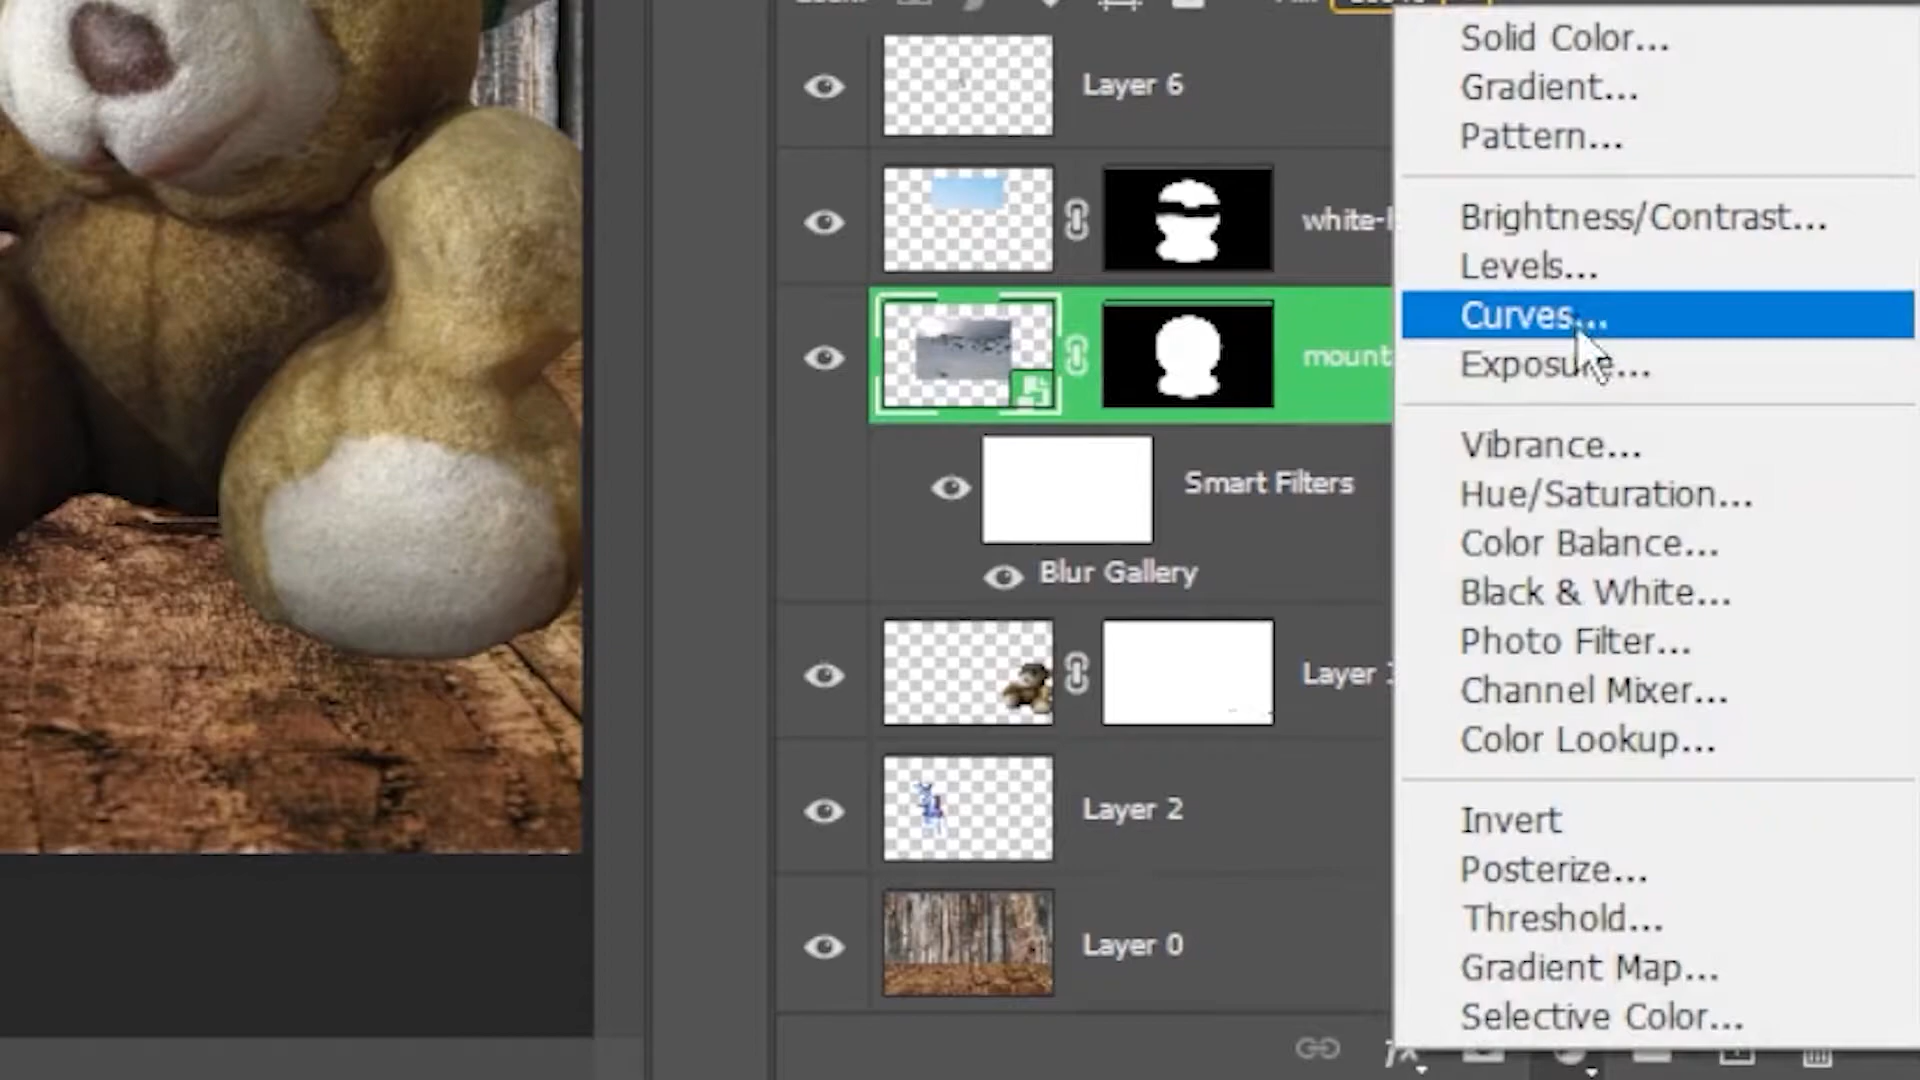 Layer 6
white-
mount
Smart Filters
Blur Gallery
Layer
Layer 2
Layer 0
fx
Solid Color...
Gradient...
Pattern...
Brightness/Contrast...
Levels...
Curves...
Exposure...
Vibrance...
Hue/Saturation...
Color Balance...
Black & White...
Photo Filter...
Channel Mixer...
Color Lookup...
Invert
Posterize...
Threshold...
Gradient Map...
Selective Color...